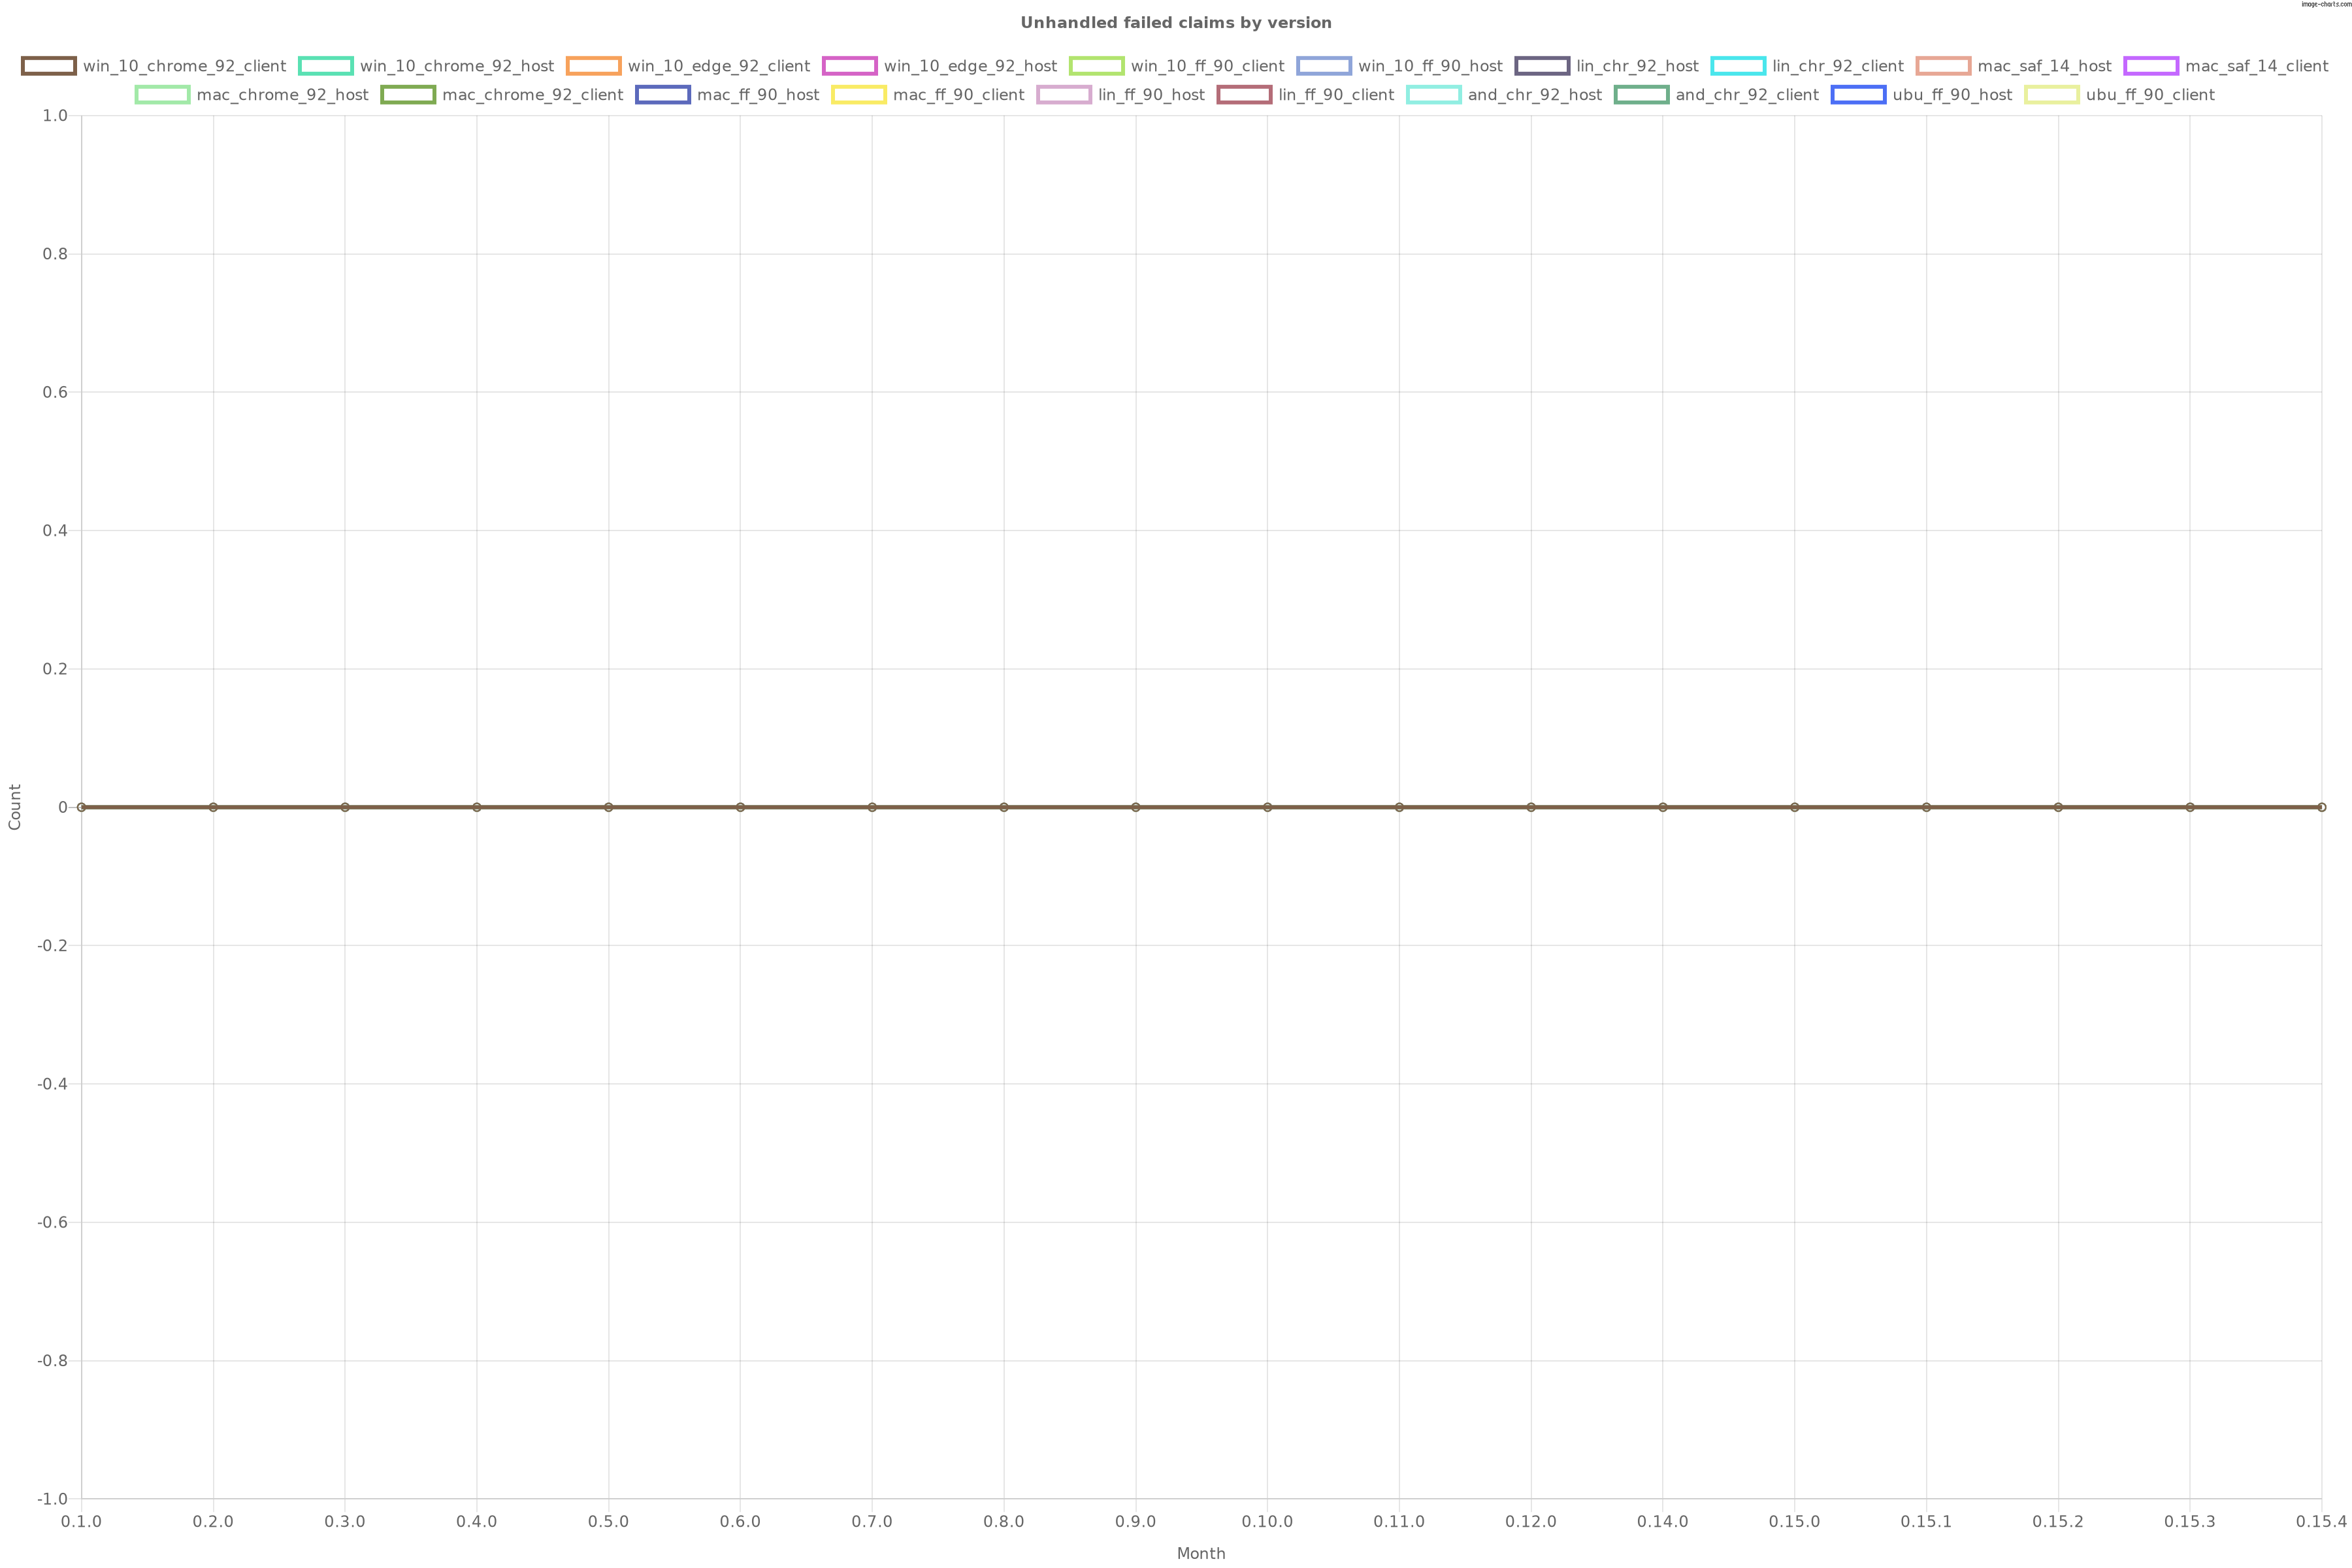 image-charts.com
Unhandled failed claims by version
win_10_chrome_92_client win_10_chrome_92_host win_10_edge_92_client win_10_edge_92_host win_10_ff_90_client win_10_ff_90_host lin_chr_92_host lin_chr_92_client mac_saf_14_host mac_saf_14_client
mac_chrome_92_host mac_chrome_92_client mac_ff_90_host mac_ff_90_client lin_ff_90_host lin_ff_90_client and_chr_92_host and_chr_92_client ubu_ff_90_host ubu_ff_90_client
1.0
0.8
0.6
0.4
0.2
0
-0.2
-0.4
-0.6
-0.8
-1.0
Count
0.1.0 0.2.0 0.3.0 0.4.0 0.5.0 0.6.0 0.7.0 0.8.0 0.9.0 0.10.0 0.11.0 0.12.0 0.14.0 0.15.0 0.15.1 0.15.2 0.15.3 0.15.4
Month